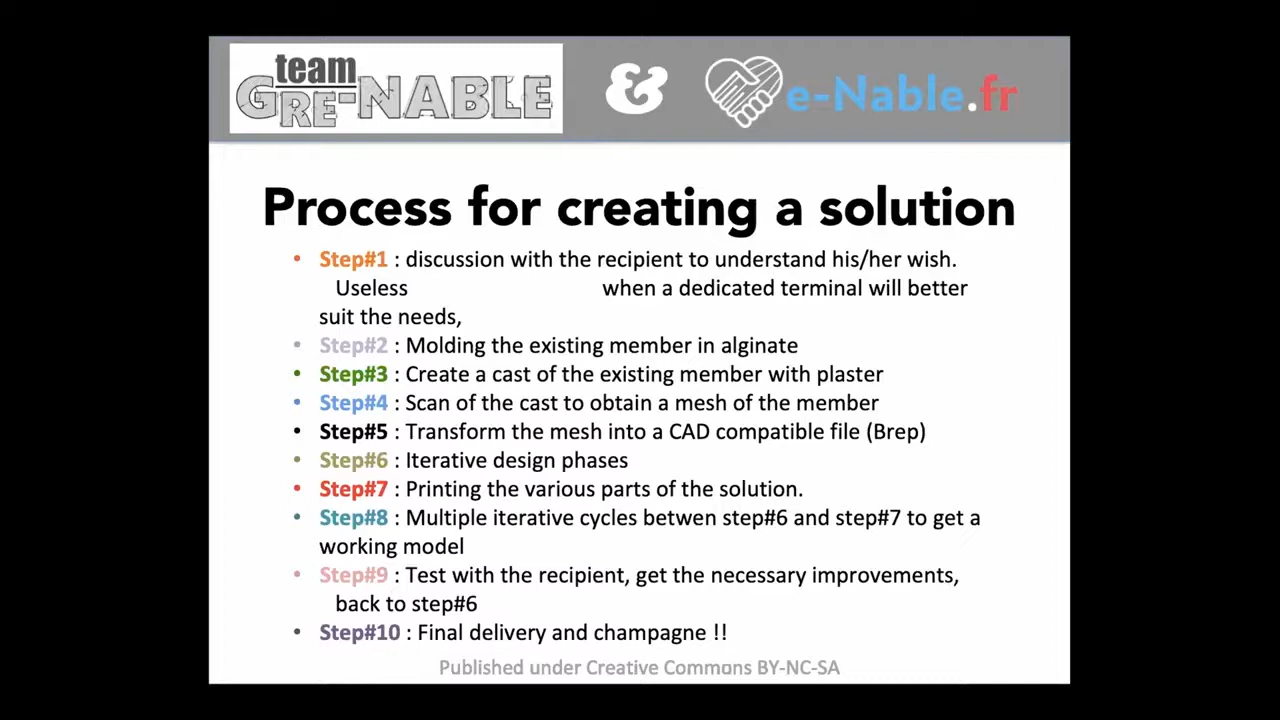 team
GRE-NABLE
&
e-Nable.fr
Process for creating a solution
• Step#1 : discussion with the recipient to understand his/her wish.
Useless when a dedicated terminal will better
suit the needs,
• Step#2 : Molding the existing member in alginate
• Step#3 : Create a cast of the existing member with plaster
• Step#4 : Scan of the cast to obtain a mesh of the member
• Step#5 : Transform the mesh into a CAD compatible file (Brep)
• Step#6 : Iterative design phases
• Step#7 : Printing the various parts of the solution.
• Step#8 : Multiple iterative cycles betwen step#6 and step#7 to get a
working model
• Step#9 : Test with the recipient, get the necessary improvements,
back to step#6
• Step#10 : Final delivery and champagne !!
Published under Creative Commons BY-NC-SA